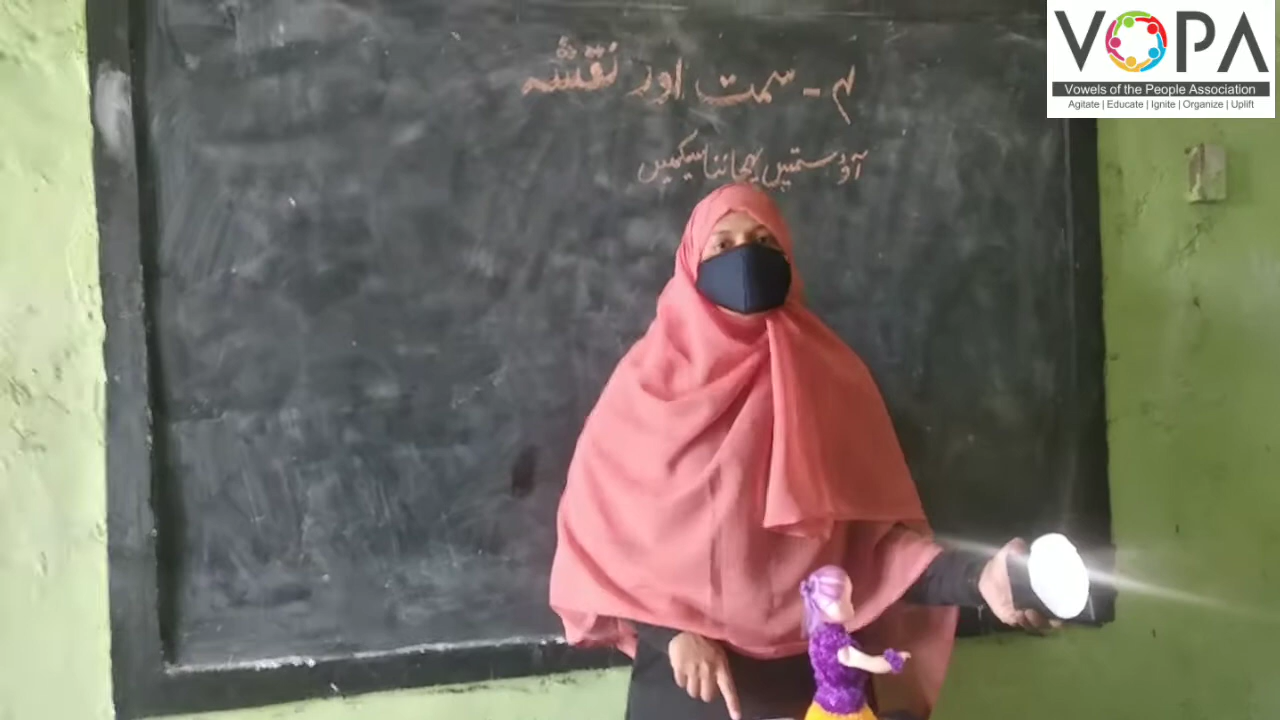 ۴ - سمت اور نقشہ
آؤ سمتیں پہچاننا سیکھیں
VOPA
Vowels of the People Association
Agitate | Educate | Ignite | Organize | Uplift